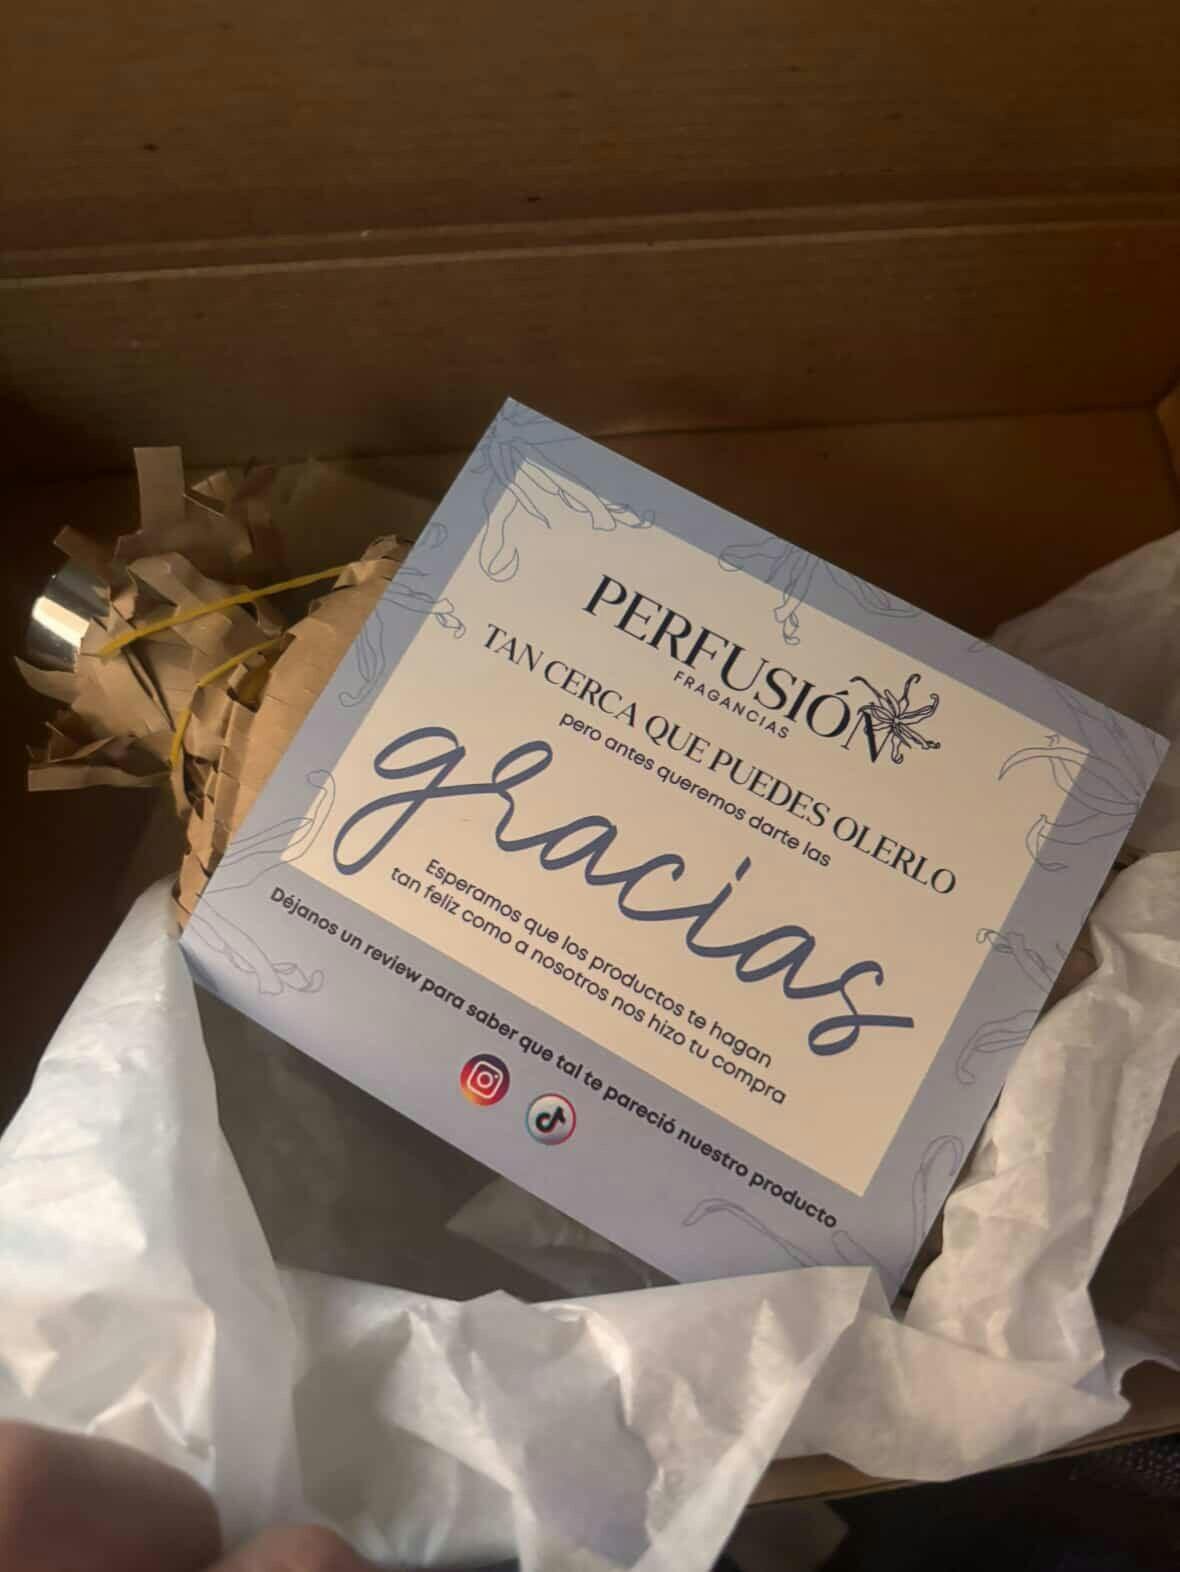 PERFUSIÓN
FRAGANCIAS
TAN CERCA QUE PUEDES OLERLO
pero antes queremos darte las
gracias
Esperamos que los productos te hagan
tan feliz como a nosotros nos hizo tu compra
Déjanos un review para saber que tal te pareció nuestro producto